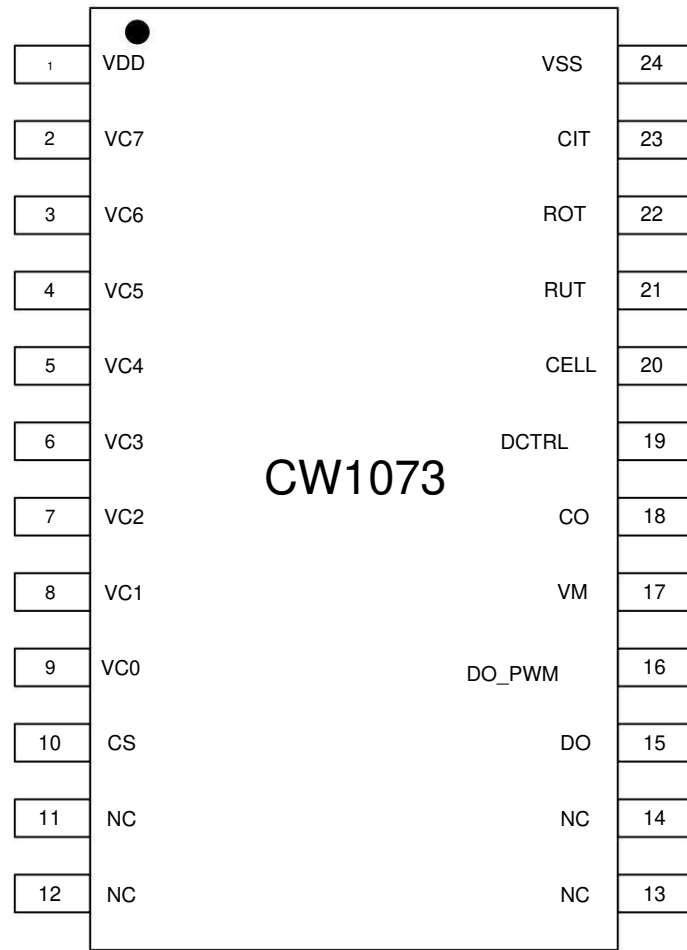 1 VDD VSS 24
2 VC7 CIT 23
3 VC6 ROT 22
4 VC5 RUT 21
5 VC4 CELL 20
6 VC3 DCTRL 19
CW1073
7 VC2 CO 18
8 VC1 VM 17
9 VC0 DO_PWM 16
10 CS DO 15
11 NC NC 14
12 NC NC 13